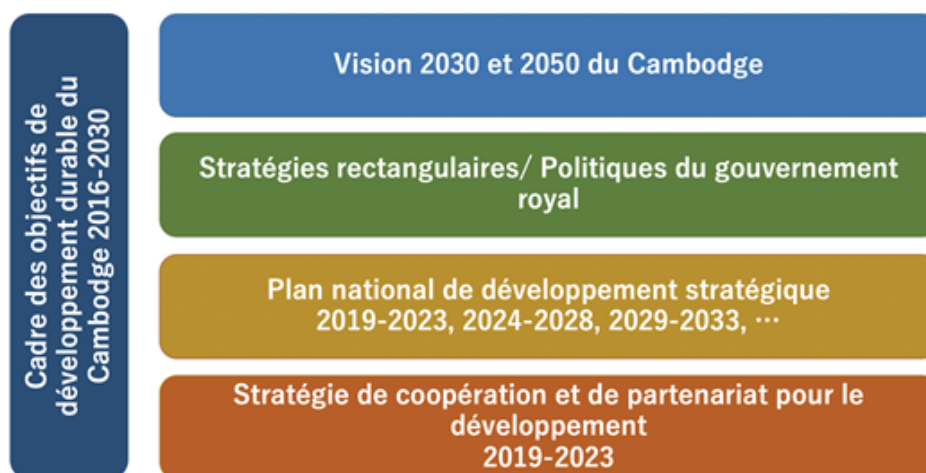 Cadre des objectifs de
développement durable du
Cambodge 2016-2030
Vision 2030 et 2050 du Cambodge
Stratégies rectangulaires/ Politiques du gouvernement
royal
Plan national de développement stratégique
2019-2023, 2024-2028, 2029-2033, ···
Stratégie de coopération et de partenariat pour le
développement
2019-2023